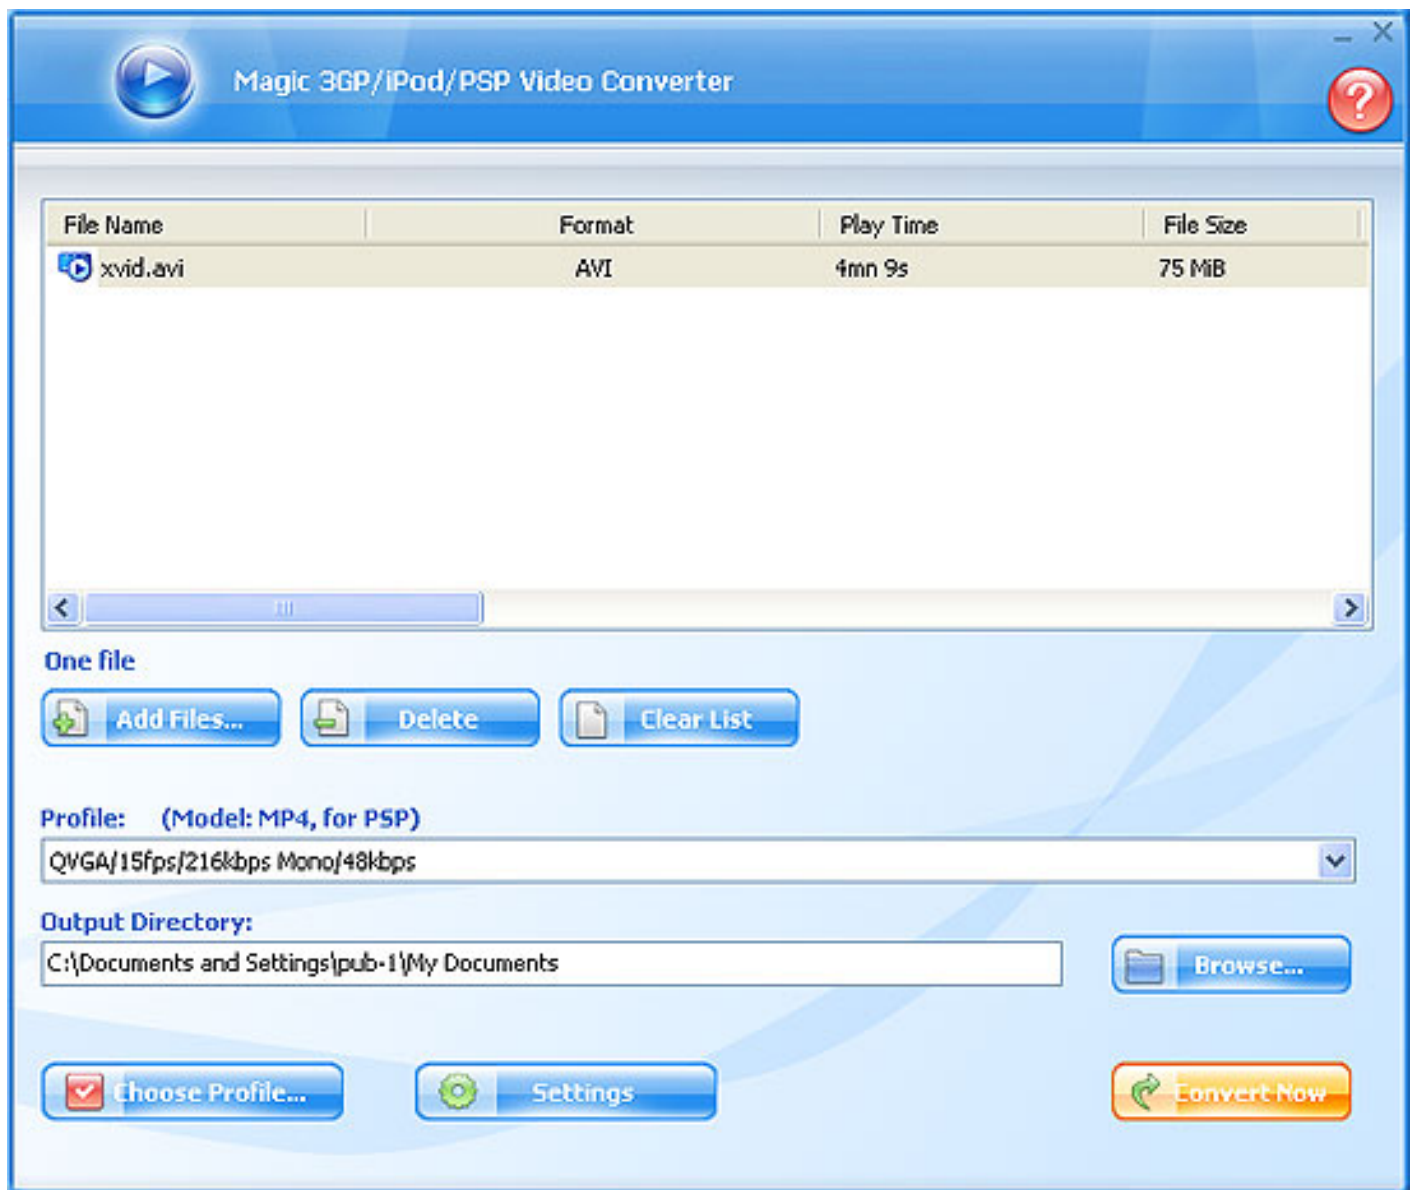 Magic 3GP/iPod/PSP Video Converter
File Name Format Play Time File Size
xvid.avi AVI 4mn 9s 75 MiB
One file
Add Files... Delete Clear List
Profile: (Model: MP4, for PSP)
QVGA/15fps/216kbps Mono/48kbps
Output Directory:
C:\Documents and Settings\pub-1\My Documents
Browse...
Choose Profile... Settings Convert Now